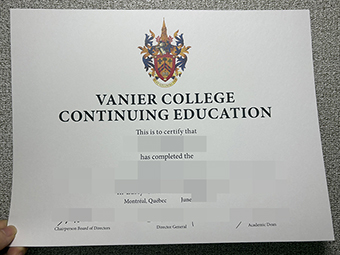 VANIER COLLEGE
CONTINUING EDUCATION
This is to certify that
has completed the
Montréal, Québec June
Chairperson Board of Directors Director General Academic Dean